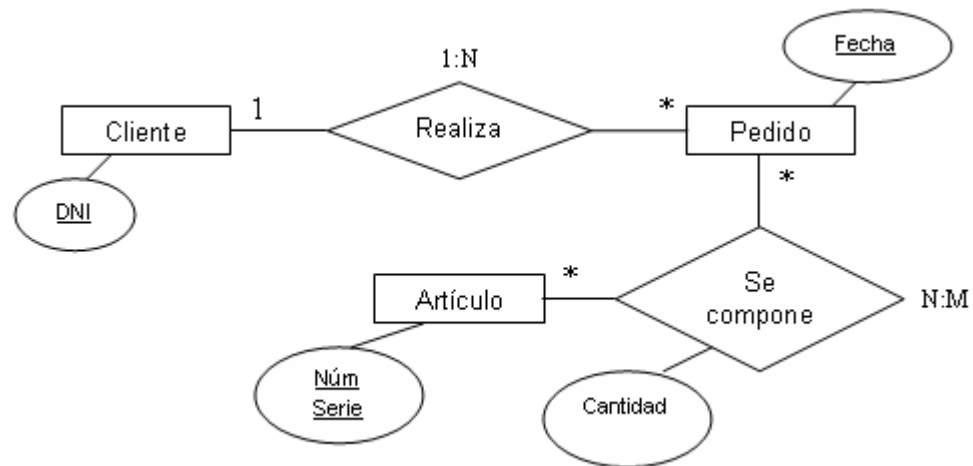 Fecha
1:N
Cliente
1
Realiza
*
Pedido
*
DNI
Artículo
*
Se
compone
N:M
Núm
Serie
Cantidad